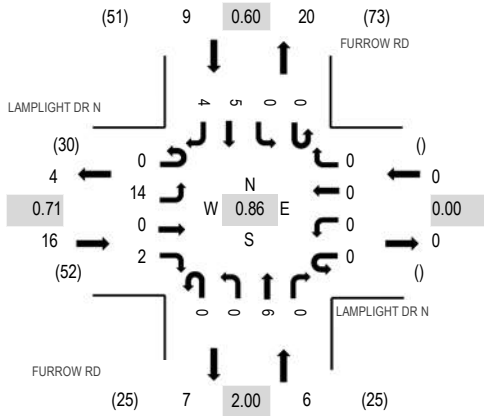 (51) 9 0.60 20 (73)
FURROW RD
LAMPLIGHT DR N
4 5 0 0
(30) 0 0 ()
4 14 N 0 0
0.71 0 W 0.86 E 0 0.00
16 2 S 0 0
(52) ()
0 0 6 0
LAMPLIGHT DR N
FURROW RD
(25) 7 2.00 6 (25)